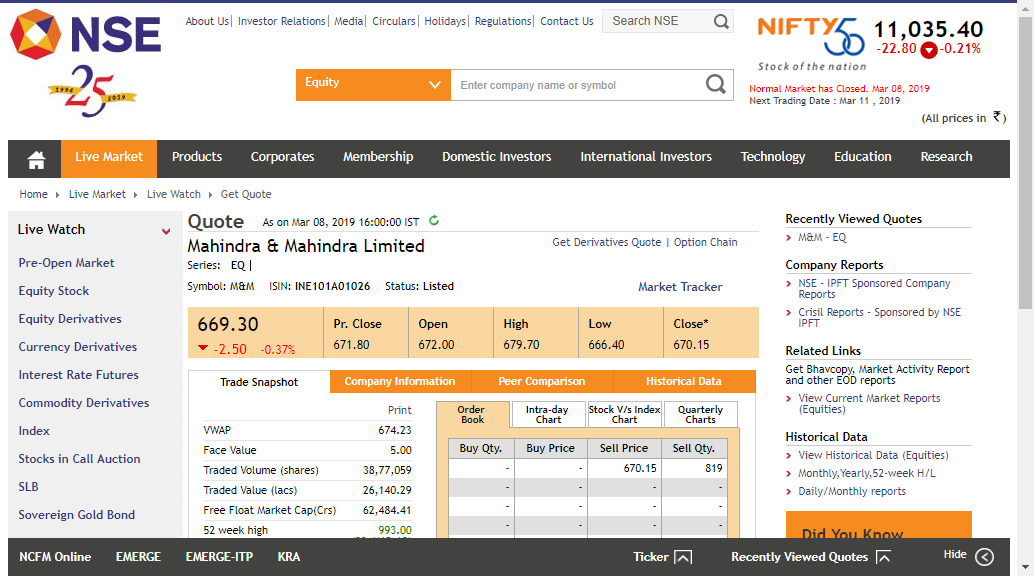 NSE
1994 25 2019
About Us| Investor Relations| Media| Circulars| Holidays| Regulations| Contact Us
Search NSE
Equity
Enter company name or symbol
NIFTY 50
Stock of the nation
11,035.40
-22.80 -0.21%
Normal Market has Closed. Mar 08, 2019
Next Trading Date : Mar 11 , 2019
(All prices in ₹)
Live Market Products Corporates Membership Domestic Investors International Investors Technology Education Research
Home Live Market Live Watch Get Quote
Live Watch
Pre-Open Market
Equity Stock
Equity Derivatives
Currency Derivatives
Interest Rate Futures
Commodity Derivatives
Index
Stocks in Call Auction
SLB
Sovereign Gold Bond
Quote As on Mar 08, 2019 16:00:00 IST
Mahindra & Mahindra Limited
Get Derivatives Quote | Option Chain
Series: EQ |
Symbol: M&M ISIN: INE101A01026 Status: Listed
Market Tracker
669.30
-2.50 -0.37%
Pr. Close
671.80
Open
672.00
High
679.70
Low
666.40
Close*
670.15
Trade Snapshot Company Information Peer Comparison Historical Data
Print
VWAP 674.23
Face Value 5.00
Traded Volume (shares) 38,77,059
Traded Value (lacs) 26,140.29
Free Float Market Cap(Crs) 62,484.41
52 week high 993.00
Order Book
Intra-day Chart
Stock V/s Index Chart
Quarterly Charts
Buy Qty. Buy Price Sell Price Sell Qty.
- - 670.15 819
- - - -
- - - -
- - - -
Recently Viewed Quotes
M&M - EQ
Company Reports
NSE - IPFT Sponsored Company
Reports
Crisil Reports - Sponsored by NSE
IPFT
Related Links
Get Bhavcopy, Market Activity Report
and other EOD reports
View Current Market Reports
(Equities)
Historical Data
View Historical Data (Equities)
Monthly,Yearly,52-week H/L
Daily/Monthly reports
Did You Know
NCFM Online EMERGE EMERGE-ITP KRA Ticker Recently Viewed Quotes Hide